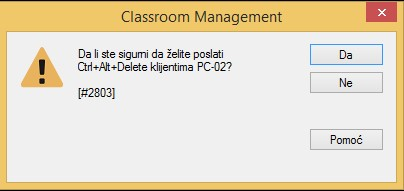 Classroom Management
Da li ste sigurni da želite poslati
Ctrl+Alt+Delete klijentima PC-02?
[#2803]
Da
Ne
Pomoć